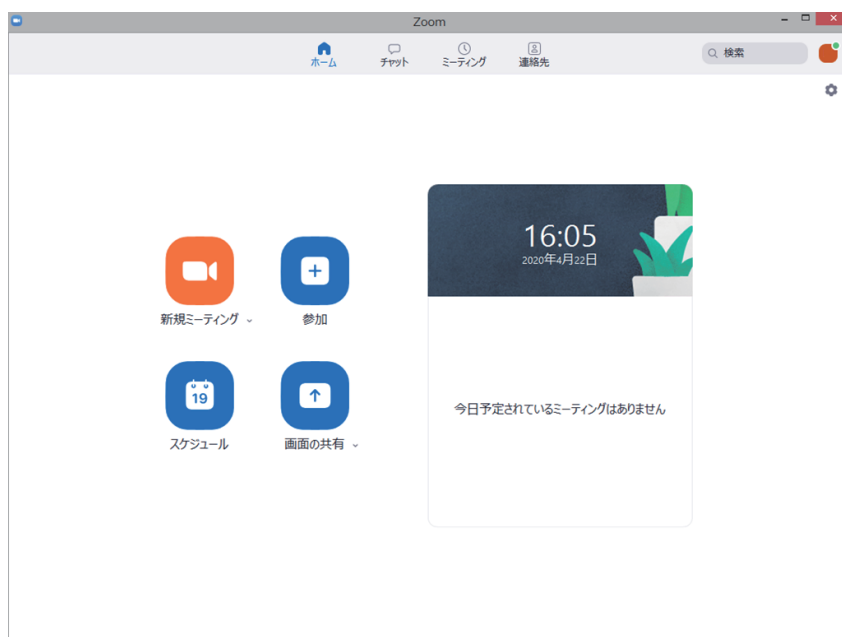 Zoom
ホーム
チャット
ミーティング
連絡先
検索
16:05
2020年4月22日
新規ミーティング
参加
19
スケジュール
画面の共有
今日予定されているミーティングはありません